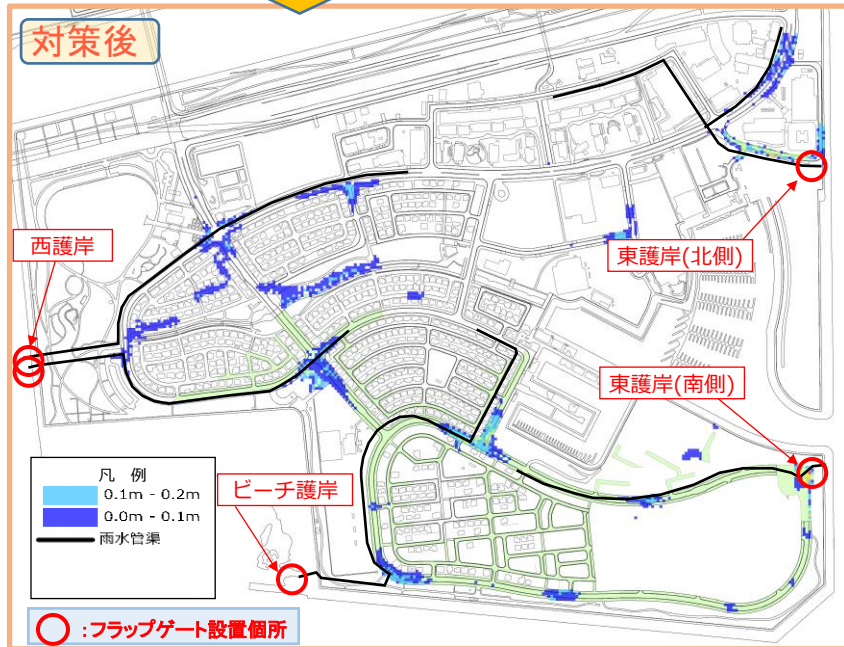 対策後
西護岸
東護岸(北側)
東護岸(南側)
ビーチ護岸
凡 例
0.1m - 0.2m
0.0m - 0.1m
雨水管渠
：フラップゲート設置個所